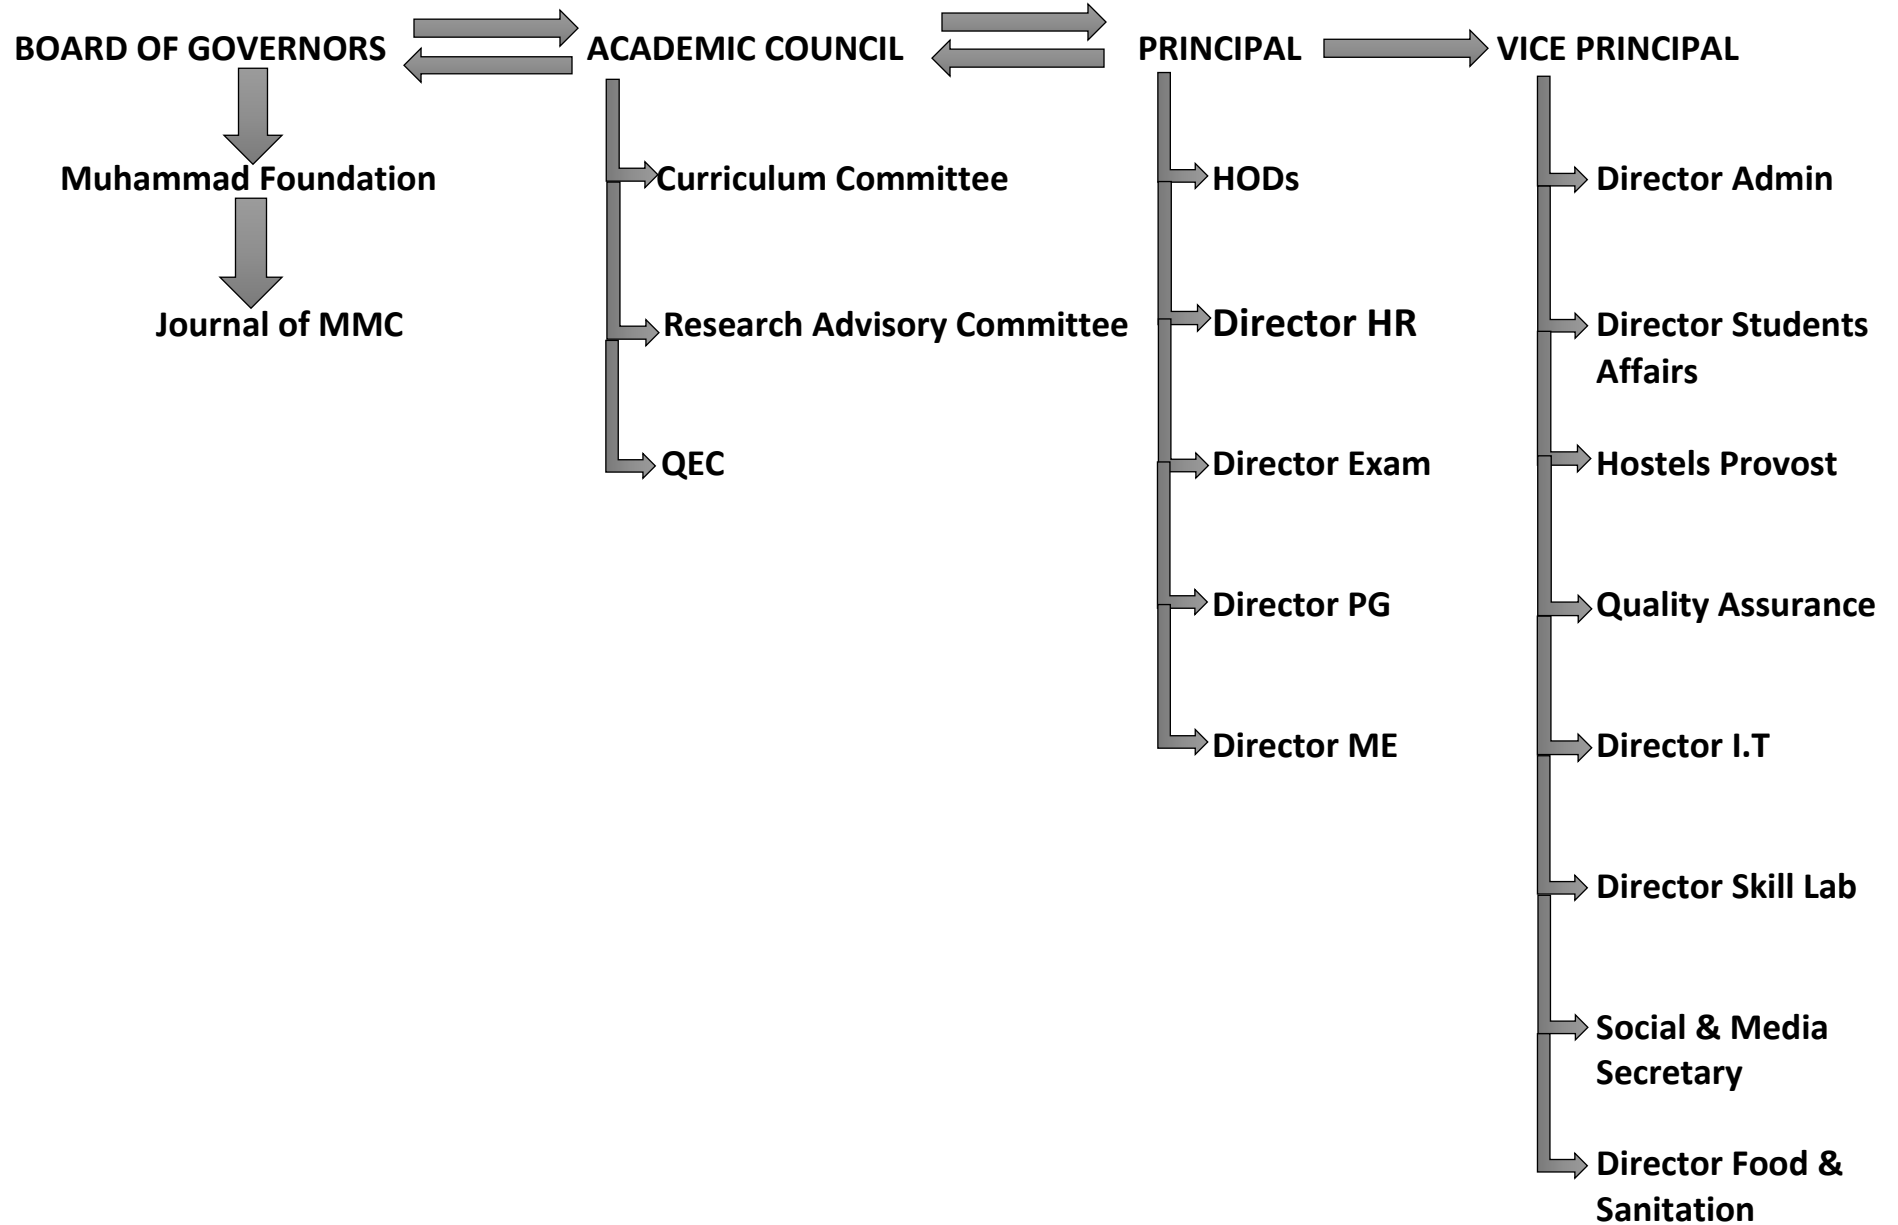 BOARD OF GOVERNORS
ACADEMIC COUNCIL
PRINCIPAL
VICE PRINCIPAL
Muhammad Foundation
Journal of MMC
Curriculum Committee
Research Advisory Committee
QEC
HODs
Director HR
Director Exam
Director PG
Director ME
Director Admin
Director Students
Affairs
Hostels Provost
Quality Assurance
Director I.T
Director Skill Lab
Social & Media
Secretary
Director Food &
Sanitation